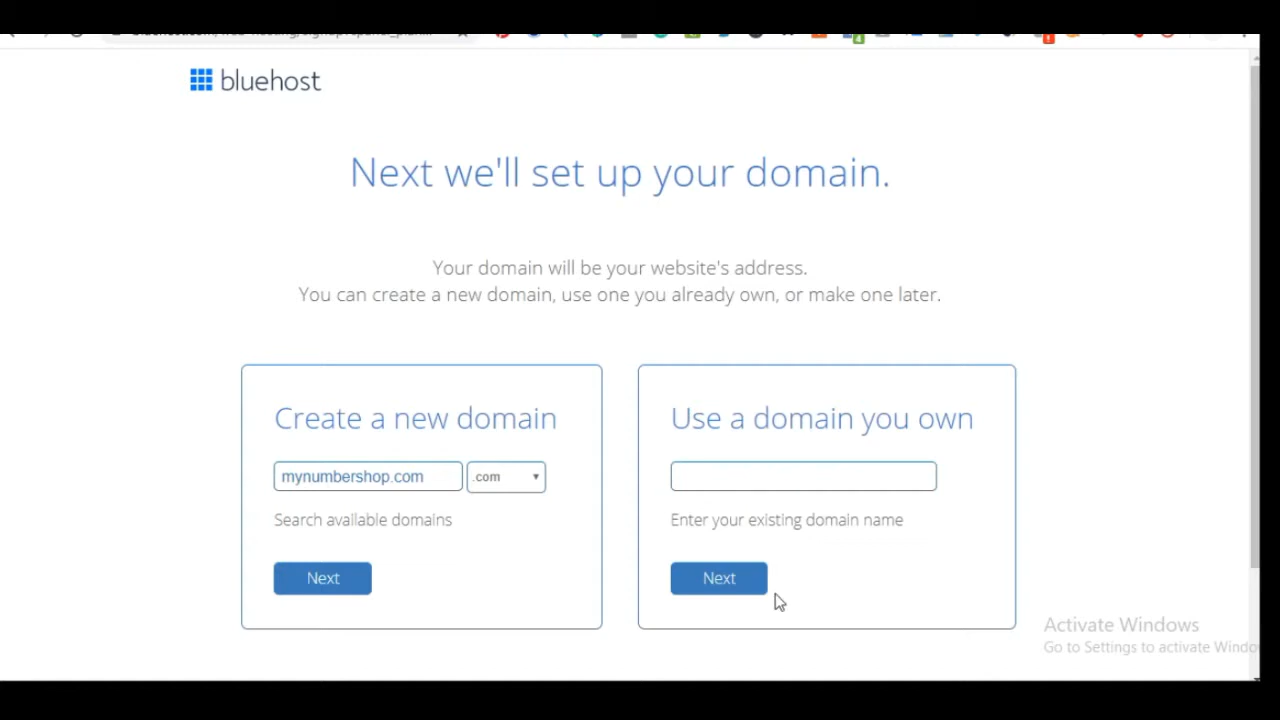 bluehost
Next we'll set up your domain.
Your domain will be your website's address.
You can create a new domain, use one you already own, or make one later.
Create a new domain
mynumbershop.com
.com
Search available domains
Next
Use a domain you own
Enter your existing domain name
Next
Activate Windows
Go to Settings to activate Windo